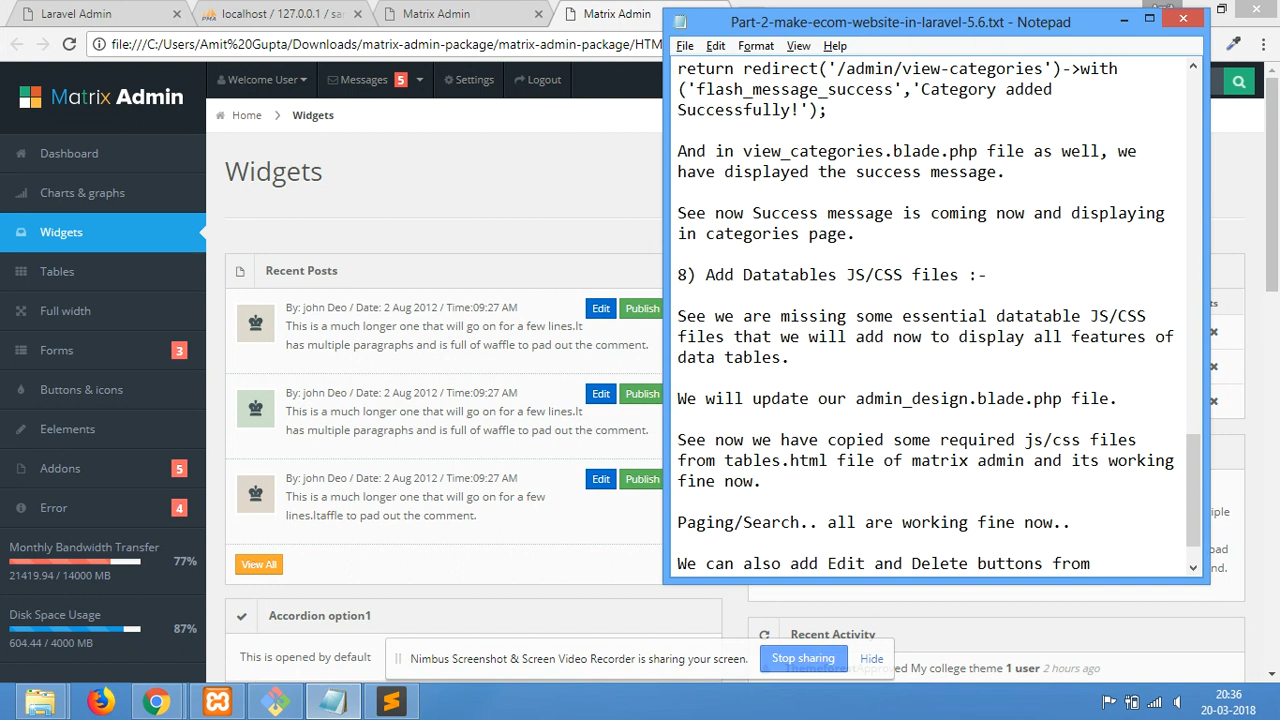 Laravel Admin
localhost / 127.0.0.1 / sa
Matrix Admin
Matrix Admin
file:///C:/Users/Amit%20Gupta/Downloads/matrix-admin-package/matrix-admin-package/HTM
Matrix Admin
Welcome User
Messages 5
Settings
Logout
Home
Widgets
Dashboard
Charts & graphs
Widgets
Tables
Full width
Forms 3
Buttons & icons
Eelements
Addons 5
Error 4
Monthly Bandwidth Transfer
77%
21419.94 / 14000 MB
Disk Space Usage
87%
604.44 / 4000 MB
Widgets
Recent Posts
By: john Deo / Date: 2 Aug 2012 / Time:09:27 AM
Edit Publish
This is a much longer one that will go on for a few lines.It
has multiple paragraphs and is full of waffle to pad out the comment.
By: john Deo / Date: 2 Aug 2012 / Time:09:27 AM
Edit Publish
This is a much longer one that will go on for a few lines.It
has multiple paragraphs and is full of waffle to pad out the comment.
By: john Deo / Date: 2 Aug 2012 / Time:09:27 AM
Edit Publish
This is a much longer one that will go on for a few
lines.Itaffle to pad out the comment.
View All
Accordion option1
This is opened by default
Part-2-make-ecom-website-in-laravel-5.6.txt - Notepad
File Edit Format View Help
return redirect('/admin/view-categories')->with
('flash_message_success','Category added
Successfully!');
And in view_categories.blade.php file as well, we
have displayed the success message.
See now Success message is coming now and displaying
in categories page.
8) Add Datatables JS/CSS files :-
See we are missing some essential datatable JS/CSS
files that we will add now to display all features of
data tables.
We will update our admin_design.blade.php file.
See now we have copied some required js/css files
from tables.html file of matrix admin and its working
fine now.
Paging/Search.. all are working fine now..
We can also add Edit and Delete buttons from
Recent Activity
ThemeforestApproved My college theme 1 user 2 hours ago
Nimbus Screenshot & Screen Video Recorder is sharing your screen.
Stop sharing
Hide
20:36
20-03-2018